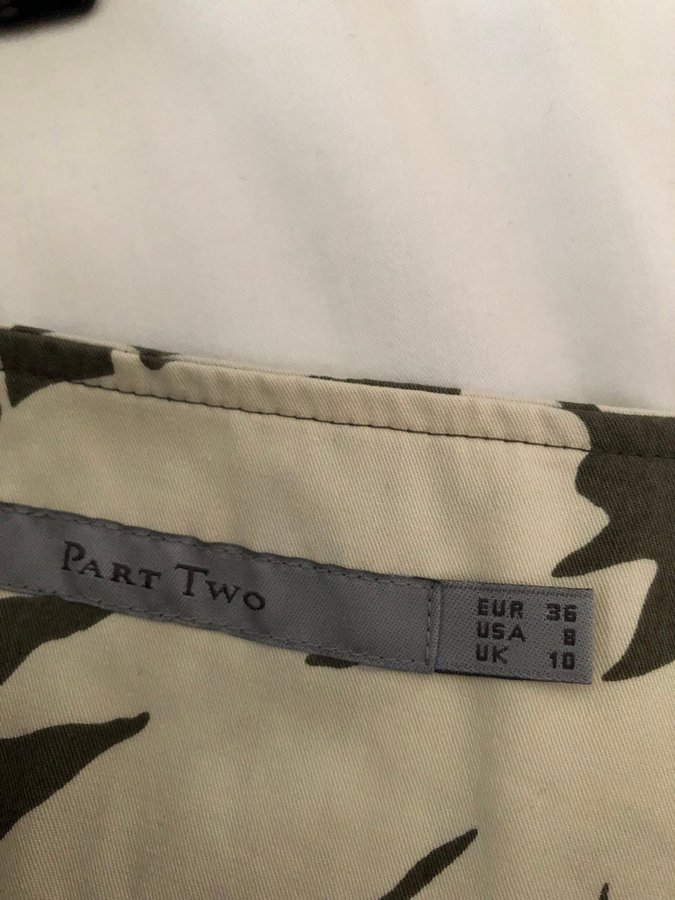 PART TWO
EUR 36
USA 8
UK 10